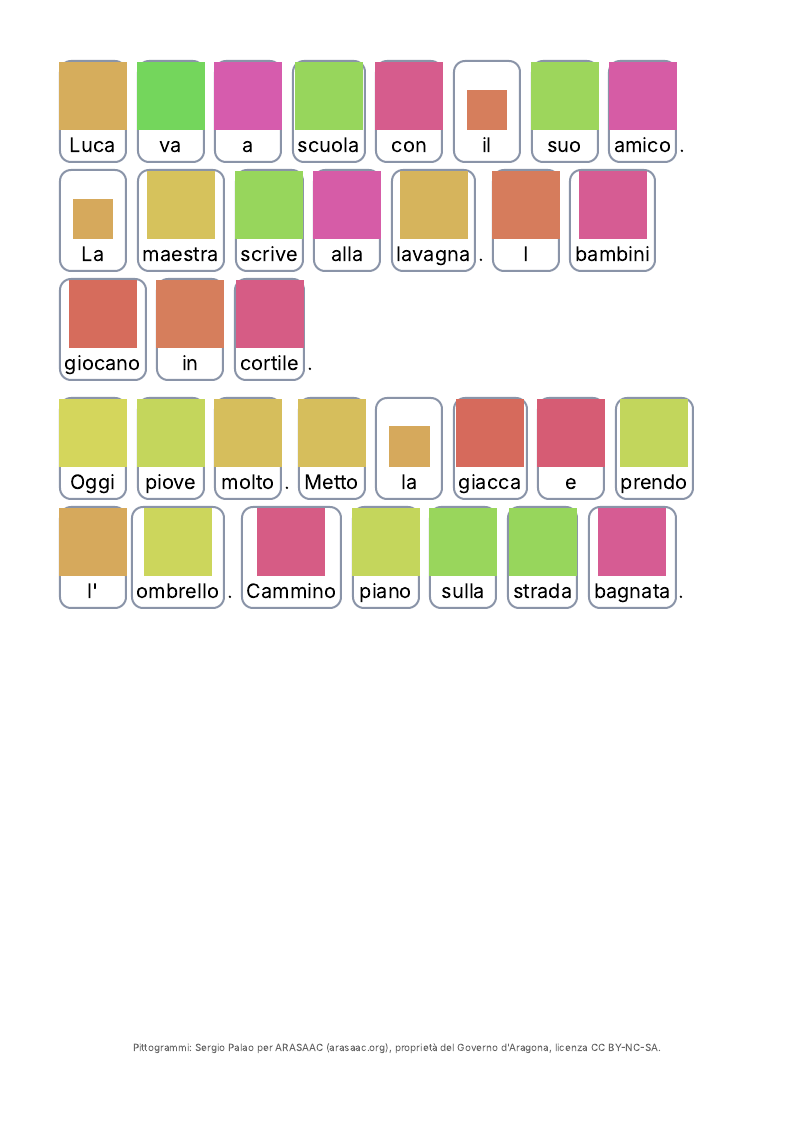 Luca va a scuola con il suo amico.
La maestra scrive alla lavagna. I bambini
giocano in cortile.
Oggi piove molto. Metto la giacca e prendo
l' ombrello. Cammino piano sulla strada bagnata.
Pittogrammi: Sergio Palao per ARASAAC (arasaac.org), proprietà del Governo d'Aragona, licenza CC BY-NC-SA.